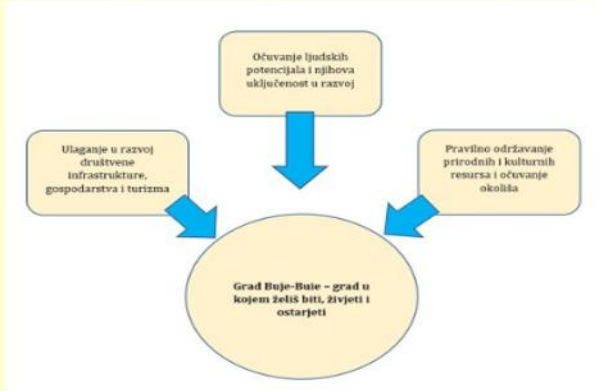 Očuvanje ljudskih
potencijala i njihova
uključenost u razvoj
Ulaganje u razvoj
društvene
infrastrukture,
gospodarstva i turizma
Pravilno održavanje
prirodnih i kulturnih
resursa i očuvanje
okoliša
Grad Buje-Buie – grad u
kojem želiš biti, živjeti i
ostarjeti